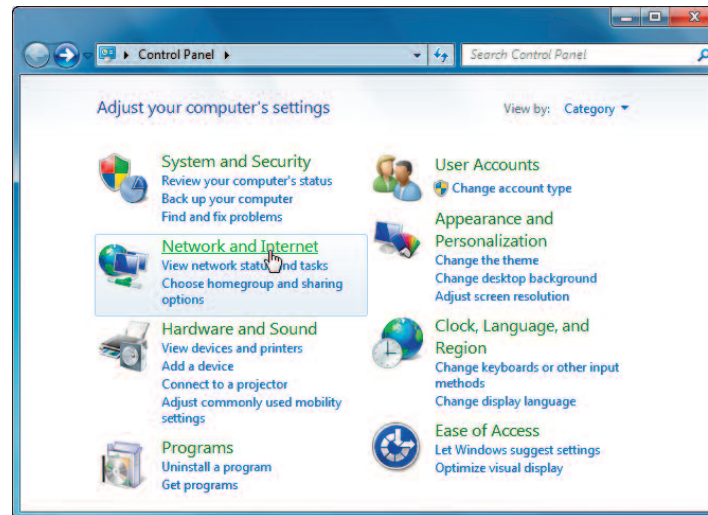 Control Panel
Search Control Panel
Adjust your computer's settings
View by: Category
System and Security
Review your computer's status
Back up your computer
Find and fix problems
Network and Internet
View network status and tasks
Choose homegroup and sharing
options
Hardware and Sound
View devices and printers
Add a device
Connect to a projector
Adjust commonly used mobility
settings
Programs
Uninstall a program
Get programs
User Accounts
Change account type
Appearance and
Personalization
Change the theme
Change desktop background
Adjust screen resolution
Clock, Language, and
Region
Change keyboards or other input
methods
Change display language
Ease of Access
Let Windows suggest settings
Optimize visual display